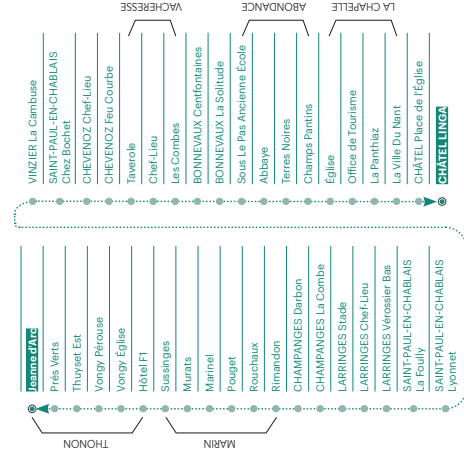 VACHERESSE
ABONDANCE
LA CHAPELLE
VINZIER La Cambuse
SAINT-PAUL-EN-CHABLAIS
Chez Bochet
CHEVENOZ Chef-Lieu
CHEVENOZ Feu Courbe
Taverole
Chef-Lieu
Les Combes
BONNEVAUX Centfontaines
BONNEVAUX La Solitude
Sous Le Pas Ancienne École
Abbaye
Terres Noires
Champs Pantins
Église
Office de Tourisme
La Panthiaz
La Ville Du Nant
CHÂTEL Place de l'Église
CHÂTEL LINGA
Jeanne d'Arc
Prés Verts
Thuyset Est
Vongy Pérouse
Vongy Église
Hôtel F1
Sussinges
Murats
Marinel
Pouget
Rouchaux
Rimandon
CHAMPANGES Darbon
CHAMPANGES La Combe
LARRINGES Stade
LARRINGES Chef-Lieu
LARRINGES Vérossier Bas
SAINT-PAUL-EN-CHABLAIS
La Foully
SAINT-PAUL-EN-CHABLAIS
Lyonnet
THONON
MARIN